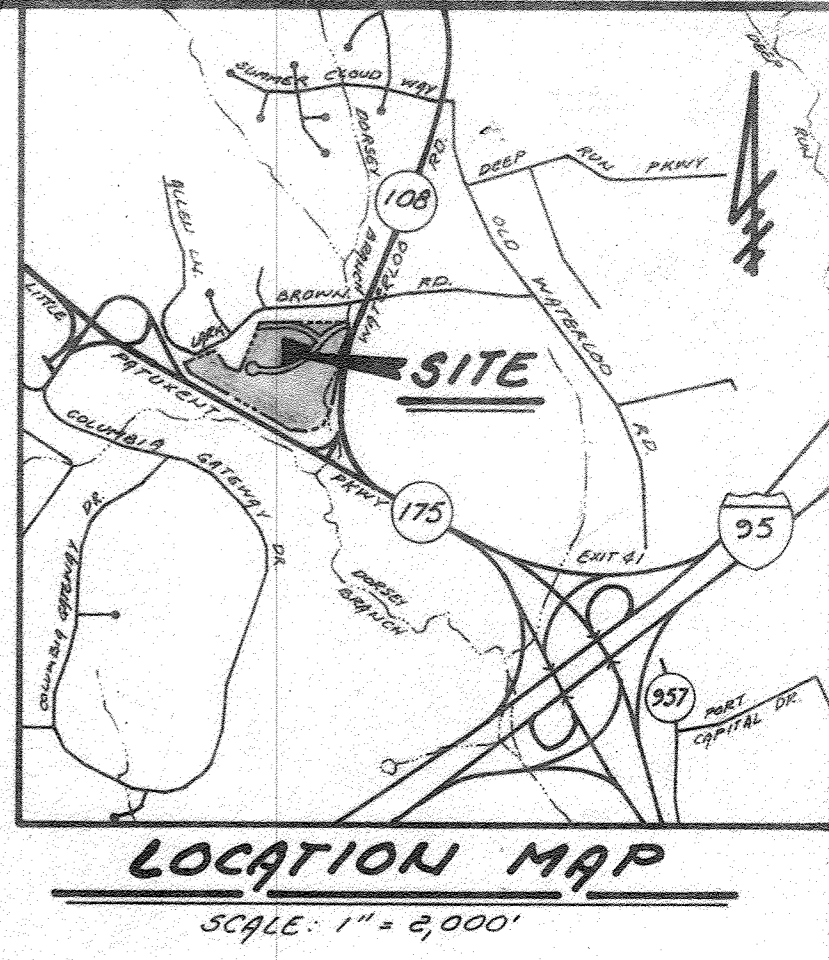 SUMMER CLOUD WAY
DEEP RUN
DORSEY BRANCH
RD.
DEEP RUN PKWY
108
ALLEN LN.
OLD WATERLOO RD
WATERLOO
BROWN RD.
LITTLE
LARK
SITE
PATUXENT
COLUMBIA GATEWAY DR
PKWY
175
95
EXIT 41
DR.
COLUMBIA GATEWAY
DORSEY
BRANCH
957
PORT
CAPITAL DR.
LOCATION MAP
SCALE: 1" = 2,000'